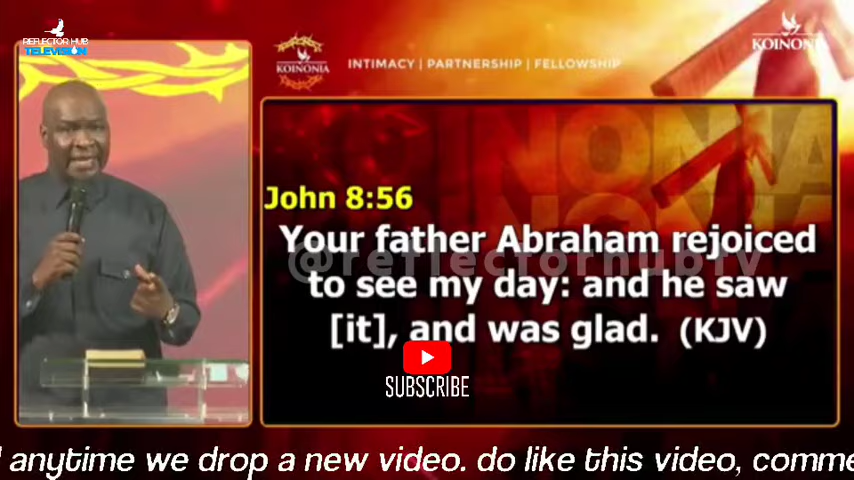 REFLECTOR HUB
TELEVISION
KOINONIA
INTIMACY | PARTNERSHIP | FELLOWSHIP
KOINONIA
John 8:56
Your father Abraham rejoiced
@reflectorhubtv
to see my day: and he saw
[it], and was glad. (KJV)
SUBSCRIBE
anytime we drop a new video. do like this video, comme